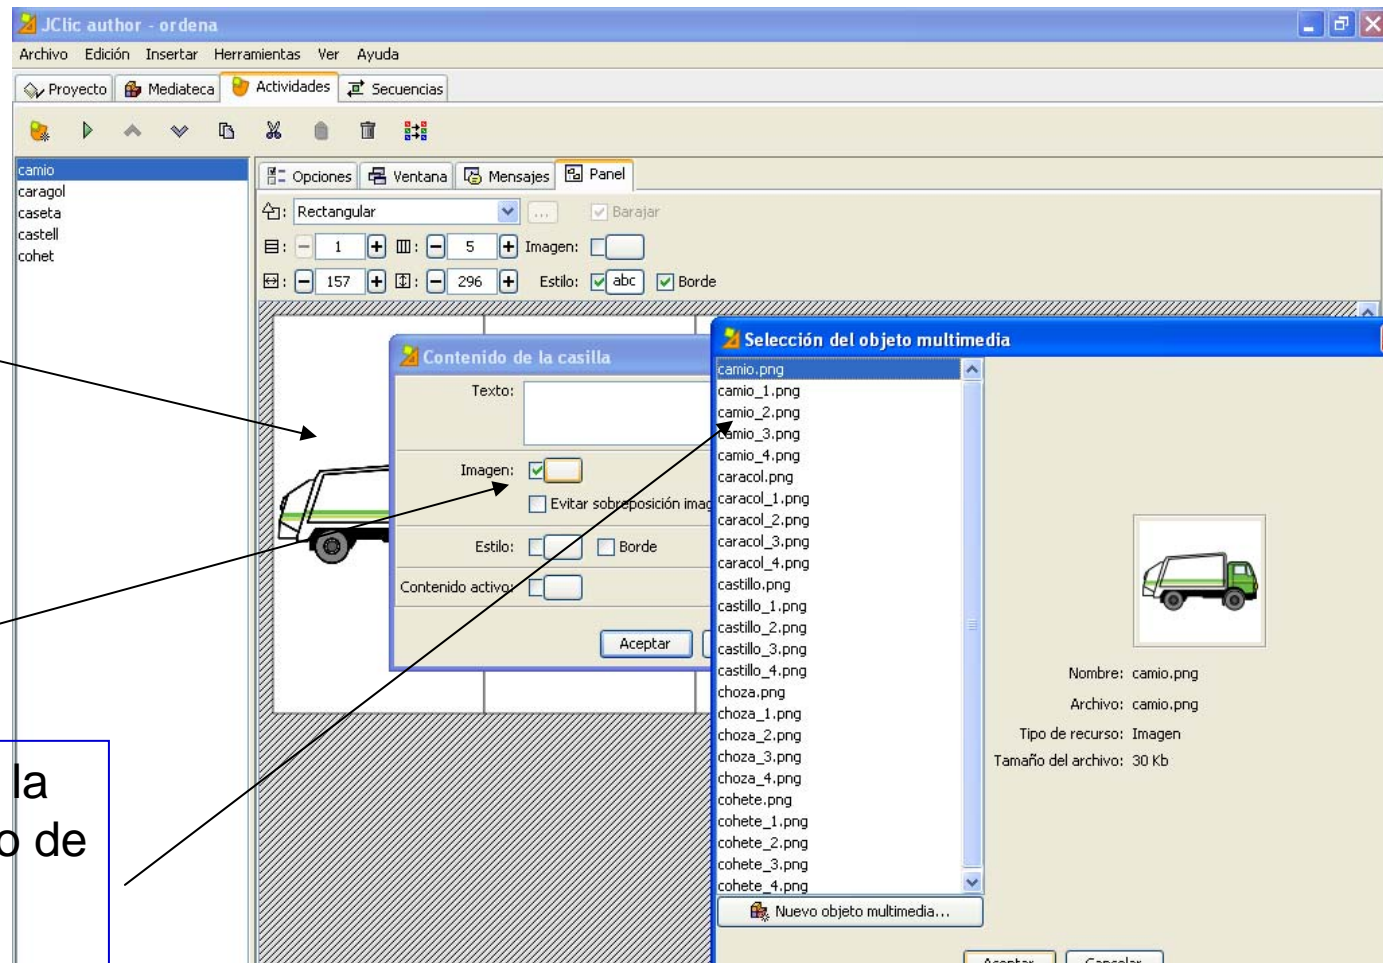 JClic author - ordena
Archivo Edición Insertar Herramientas Ver Ayuda
Proyecto Mediateca Actividades Secuencias
camio
caragol
caseta
castell
cohet
Opciones Ventana Mensajes Panel
Rectangular ... Barajar
1 5 Imagen:
157 296 Estilo: abc Borde
Contenido de la casilla
Texto:
Imagen:
Evitar sobreposición imag
Estilo: Borde
Contenido activo:
Aceptar
Selección del objeto multimedia
camio.png
camio_1.png
camio_2.png
camio_3.png
camio_4.png
caracol.png
caracol_1.png
caracol_2.png
caracol_3.png
caracol_4.png
castillo.png
castillo_1.png
castillo_2.png
castillo_3.png
castillo_4.png
choza.png
choza_1.png
choza_2.png
choza_3.png
choza_4.png
cohete.png
cohete_1.png
cohete_2.png
cohete_3.png
cohete_4.png
Nuevo objeto multimedia...
Nombre: camio.png
Archivo: camio.png
Tipo de recurso: Imagen
Tamaño del archivo: 30 Kb
Aceptar Cancelar
la
o de